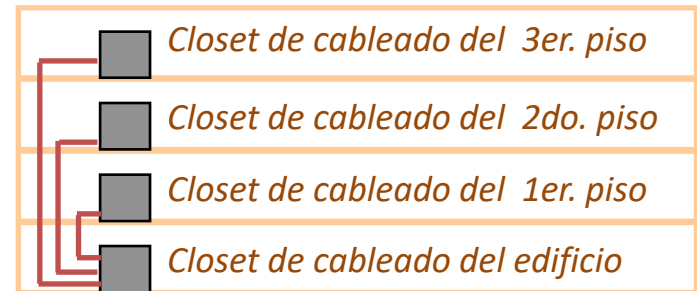 Closet de cableado del 3er. piso
Closet de cableado del 2do. piso
Closet de cableado del 1er. piso
Closet de cableado del edificio